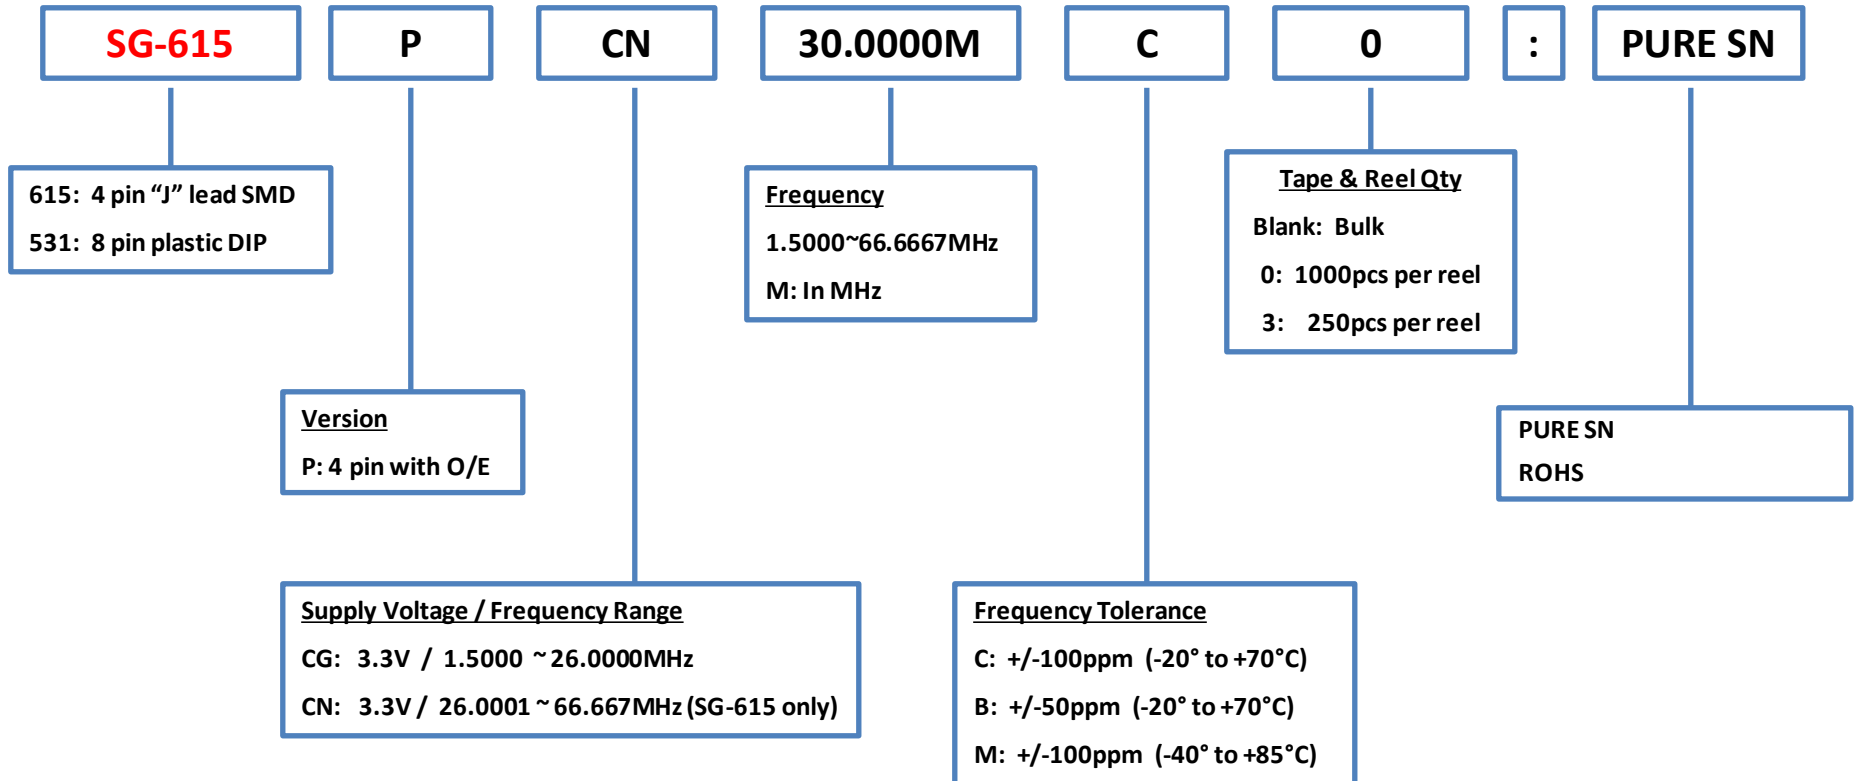 SG-615 P CN 30.0000M C 0 : PURE SN
615: 4 pin “J” lead SMD
531: 8 pin plastic DIP
Frequency
1.5000~66.6667MHz
M: In MHz
Tape & Reel Qty
Blank: Bulk
0: 1000pcs per reel
3: 250pcs per reel
Version
P: 4 pin with O/E
PURE SN
ROHS
Supply Voltage / Frequency Range
CG: 3.3V / 1.5000 ~ 26.0000MHz
CN: 3.3V / 26.0001 ~ 66.667MHz (SG-615 only)
Frequency Tolerance
C: +/-100ppm (-20° to +70°C)
B: +/-50ppm (-20° to +70°C)
M: +/-100ppm (-40° to +85°C)